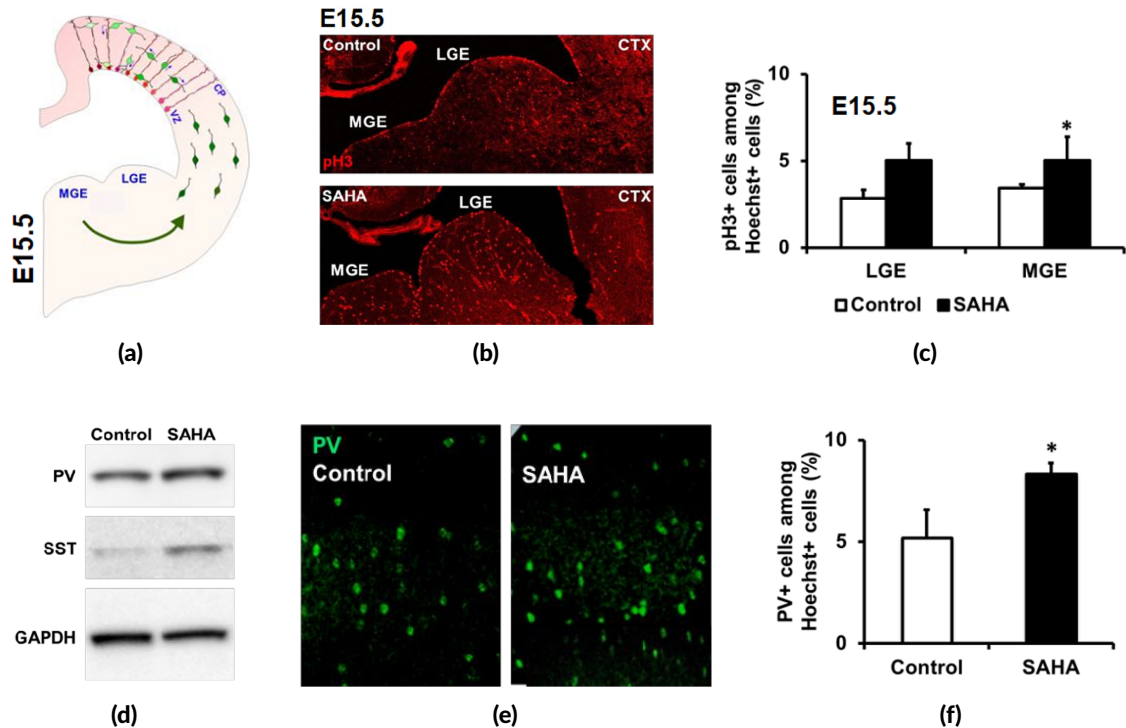 E15.5
CP
VZ
LGE
MGE
(a)
E15.5
Control
LGE
CTX
MGE
pH3
SAHA
LGE
CTX
MGE
(b)
pH3+ cells among
Hoechst+ cells (%)
10
5
0
E15.5
*
LGE
MGE
Control
SAHA
(c)
Control SAHA
PV
SST
GAPDH
(d)
PV
Control
SAHA
(e)
PV+ cells among
Hoechst+ cells (%)
10
5
0
*
Control
SAHA
(f)